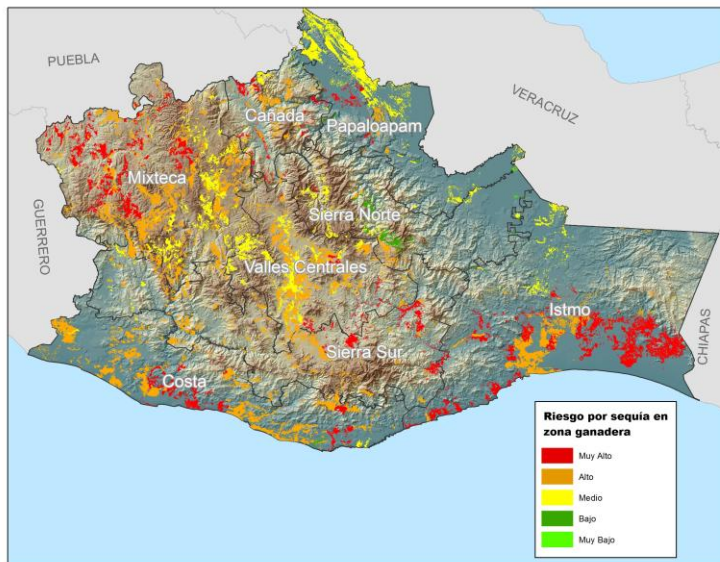 PUEBLA
VERACRUZ
Cañada
Papaloapam
Mixteca
GUERRERO
Sierra Norte
Valles Centrales
Istmo
CHIAPAS
Sierra Sur
Costa
Riesgo por sequía en
zona ganadera
Muy Alto
Alto
Medio
Bajo
Muy Bajo